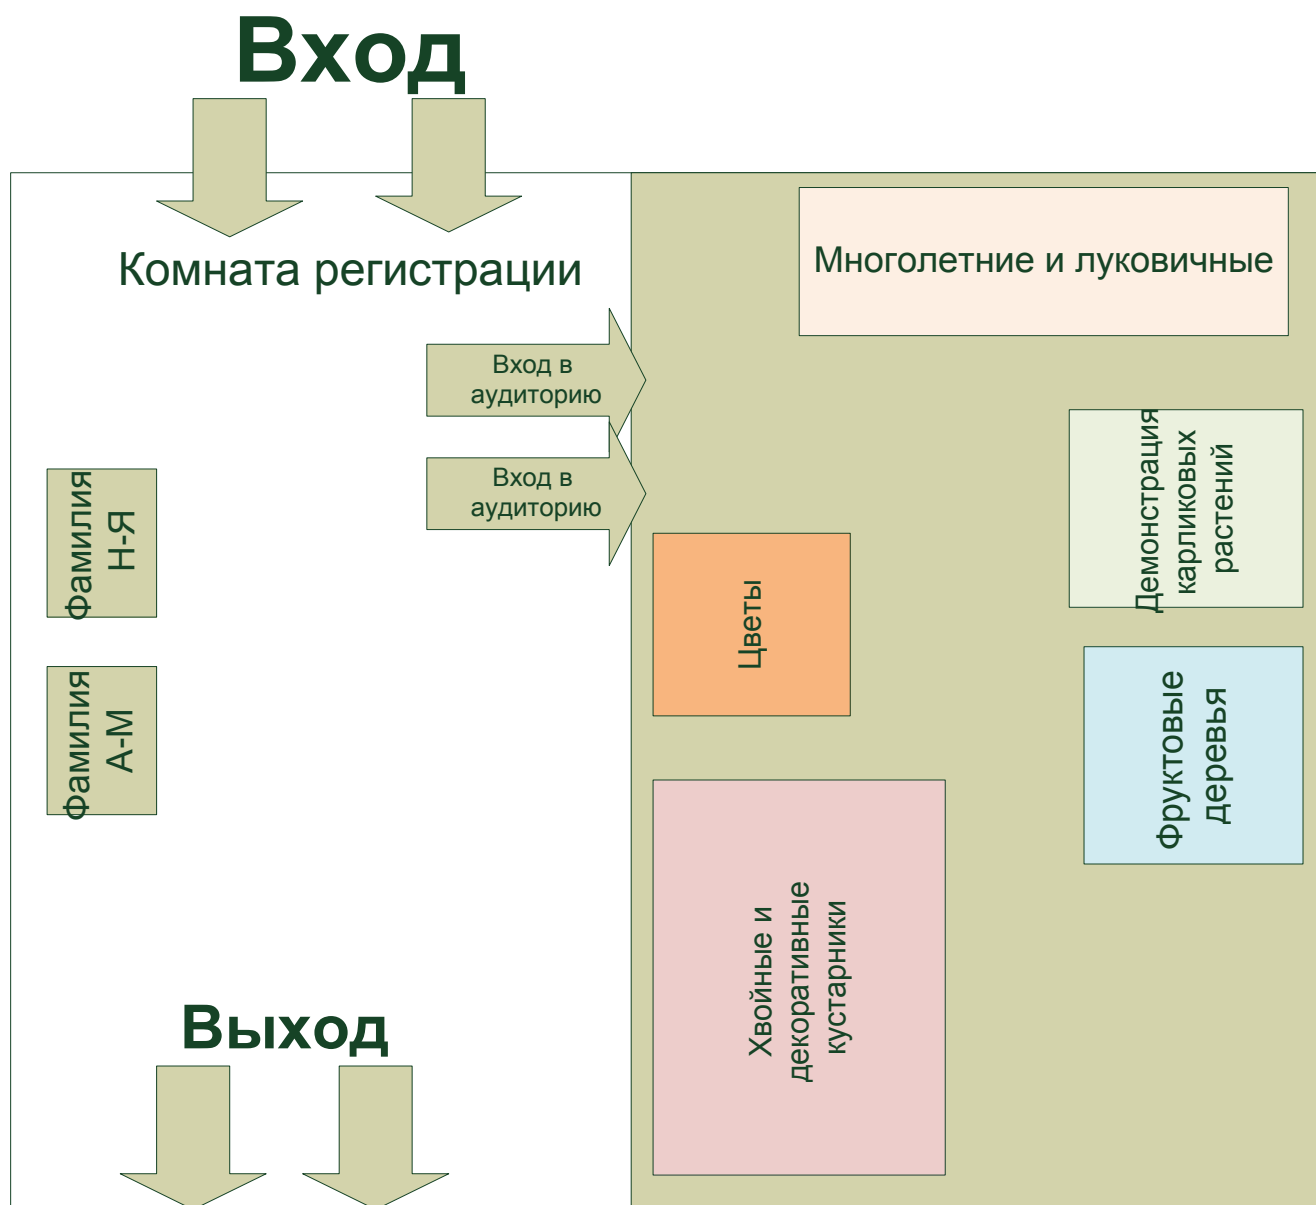 Вход
Комната регистрации
Многолетние и луковичные
Вход в
аудиторию
Вход в
аудиторию
Демонстрация
карликовых
растений
Фамилия
Н-Я
Цветы
Фамилия
А-М
Фруктовые
деревья
Хвойные и
декоративные
кустарники
Выход